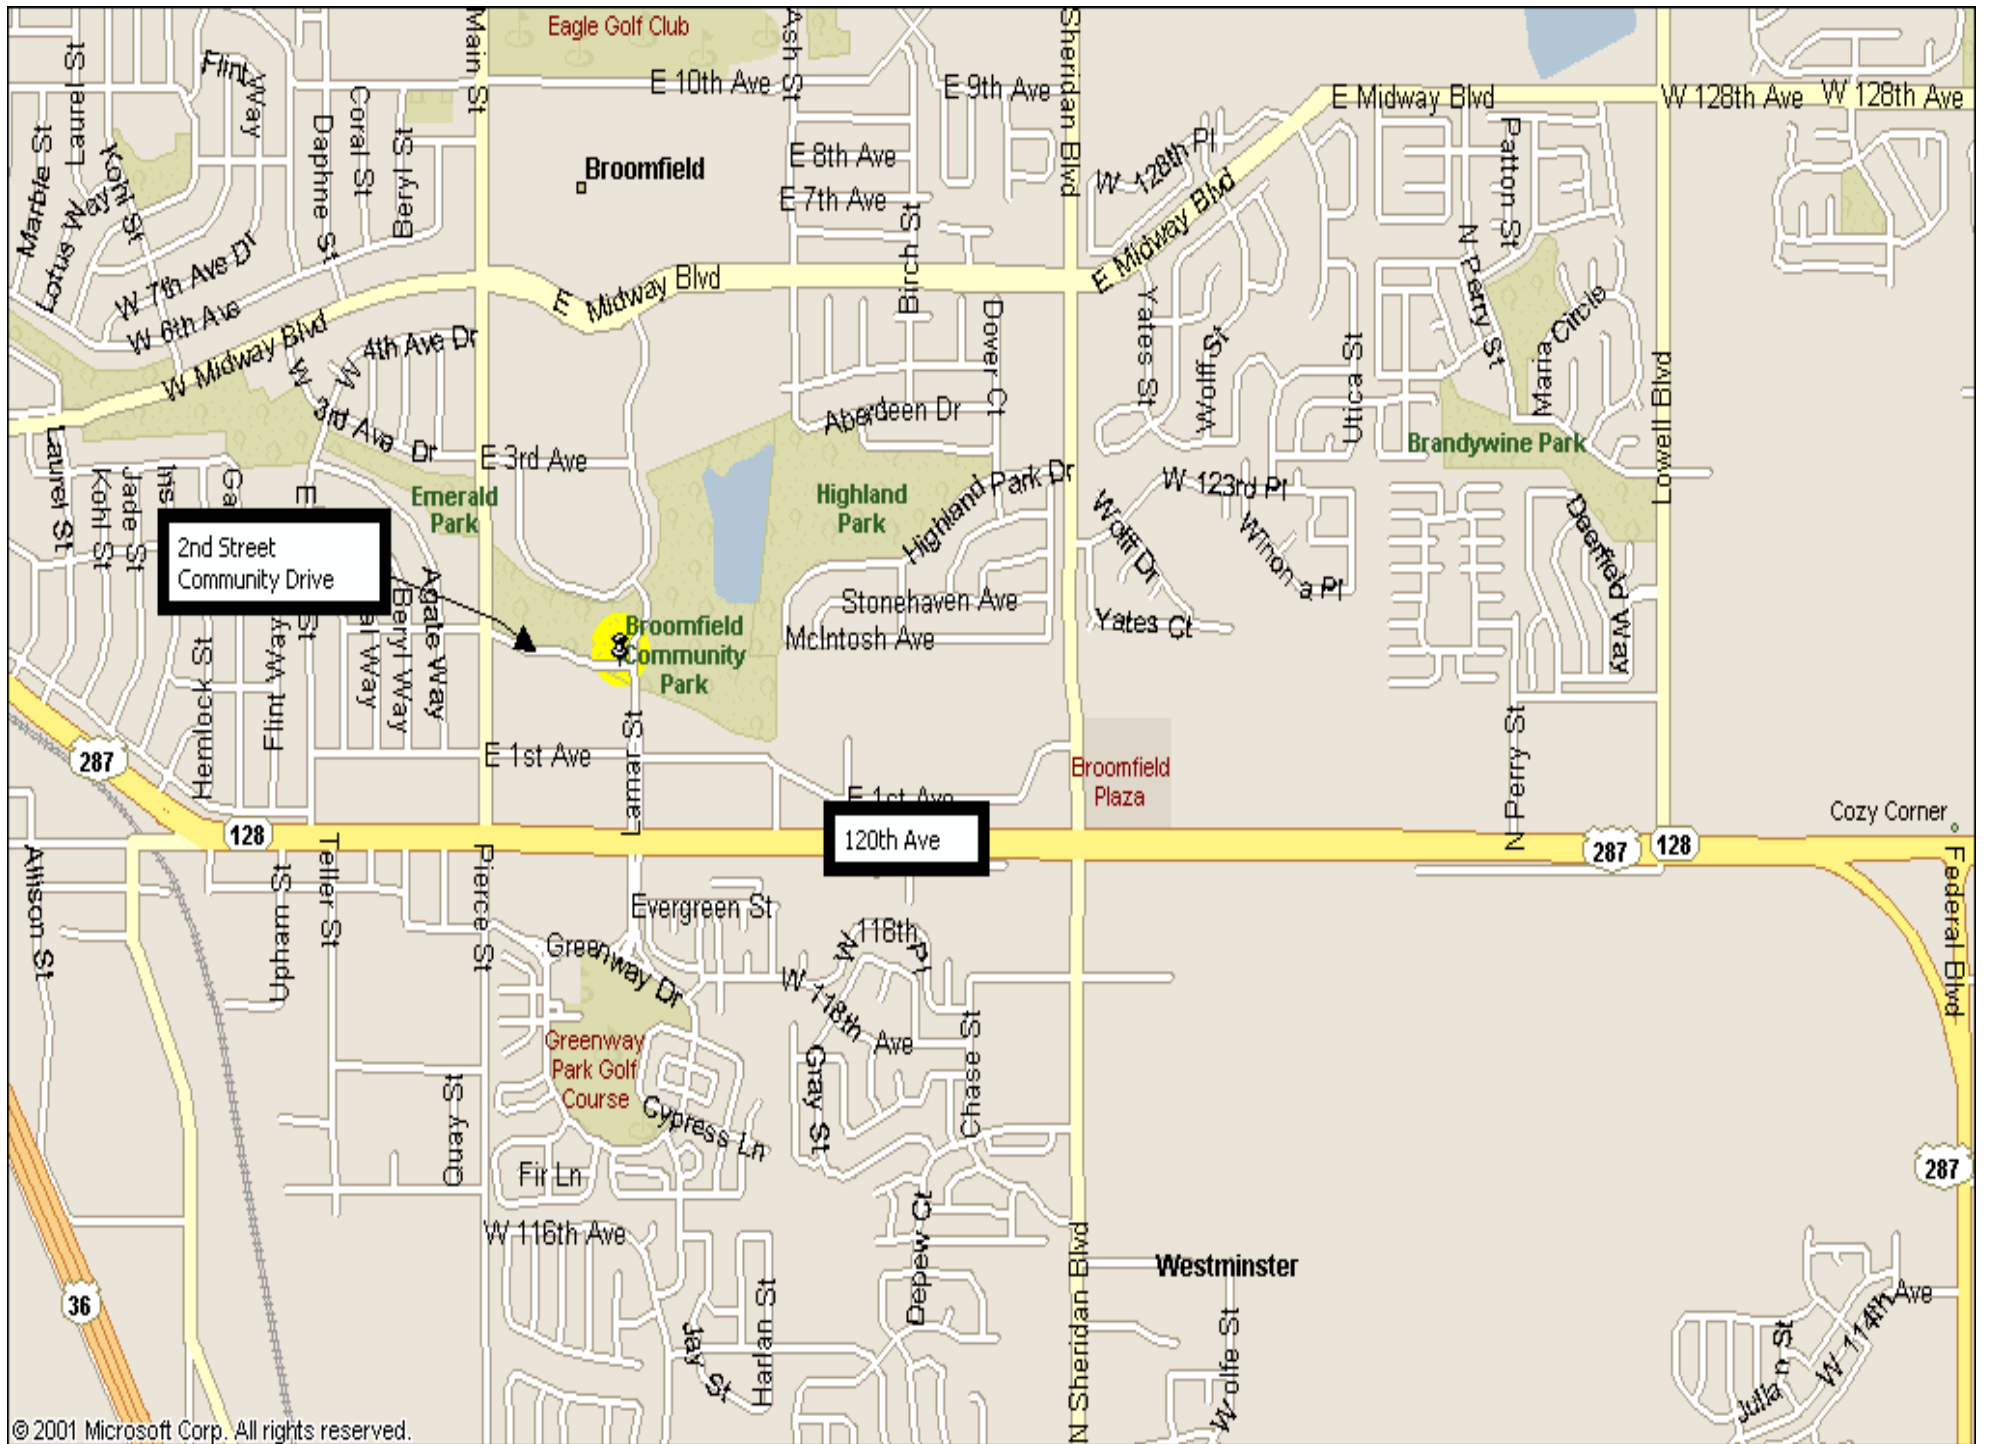 Eagle Golf Club
Main St
Ash St
Sheridan Blvd
E 10th Ave
E 9th Ave
E Midway Blvd
W 128th Ave
W 128th Ave
Laurel St
Flint Way
Marble St
Kohl St
Lotus Way
Daphne St
Coral St
Beryl St
Broomfield
E 8th Ave
E 7th Ave
Birch St
W 128th Pl
E Midway Blvd
Patton St
N Perry St
W 7th Ave Dr
W 6th Ave
W Midway Blvd
E Midway Blvd
W 4th Ave Dr
W 3rd Ave Dr
Dover Ct
Yates St
Wolff St
Utica St
Maria Circle
Lowell Blvd
Aberdeen Dr
Brandywine Park
E 3rd Ave
Emerald
Park
Highland
Park
Highland Park Dr
W 123rd Pl
Wolff Dr
Winona Pl
Deerfield Way
Laurel St
Kohl St
Jade St
Ga
2nd Street
Community Drive
Agate Way
Beryl Way
al Way
Flint Way
Hemlock St
St
Stonehaven Ave
McIntosh Ave
Yates Ct
Broomfield
Community
Park
287
E 1st Ave
Lamar St
E 1st Ave
Broomfield
Plaza
N Perry St
Cozy Corner
128
120th Ave
287
128
Federal Blvd
Allison St
Upham St
Teller St
Pierce St
Evergreen St
Greenway Dr
W 118th Pl
W 118th Ave
Greenway
Park Golf
Course
Gray St
Chase St
Cypress Ln
Quay St
Fir Ln
W 116th Ave
Depew Ct
N Sheridan Blvd
Westminster
287
36
Jay St
Harlan St
Wolfe St
W 114th Ave
Julian St
© 2001 Microsoft Corp. All rights reserved.